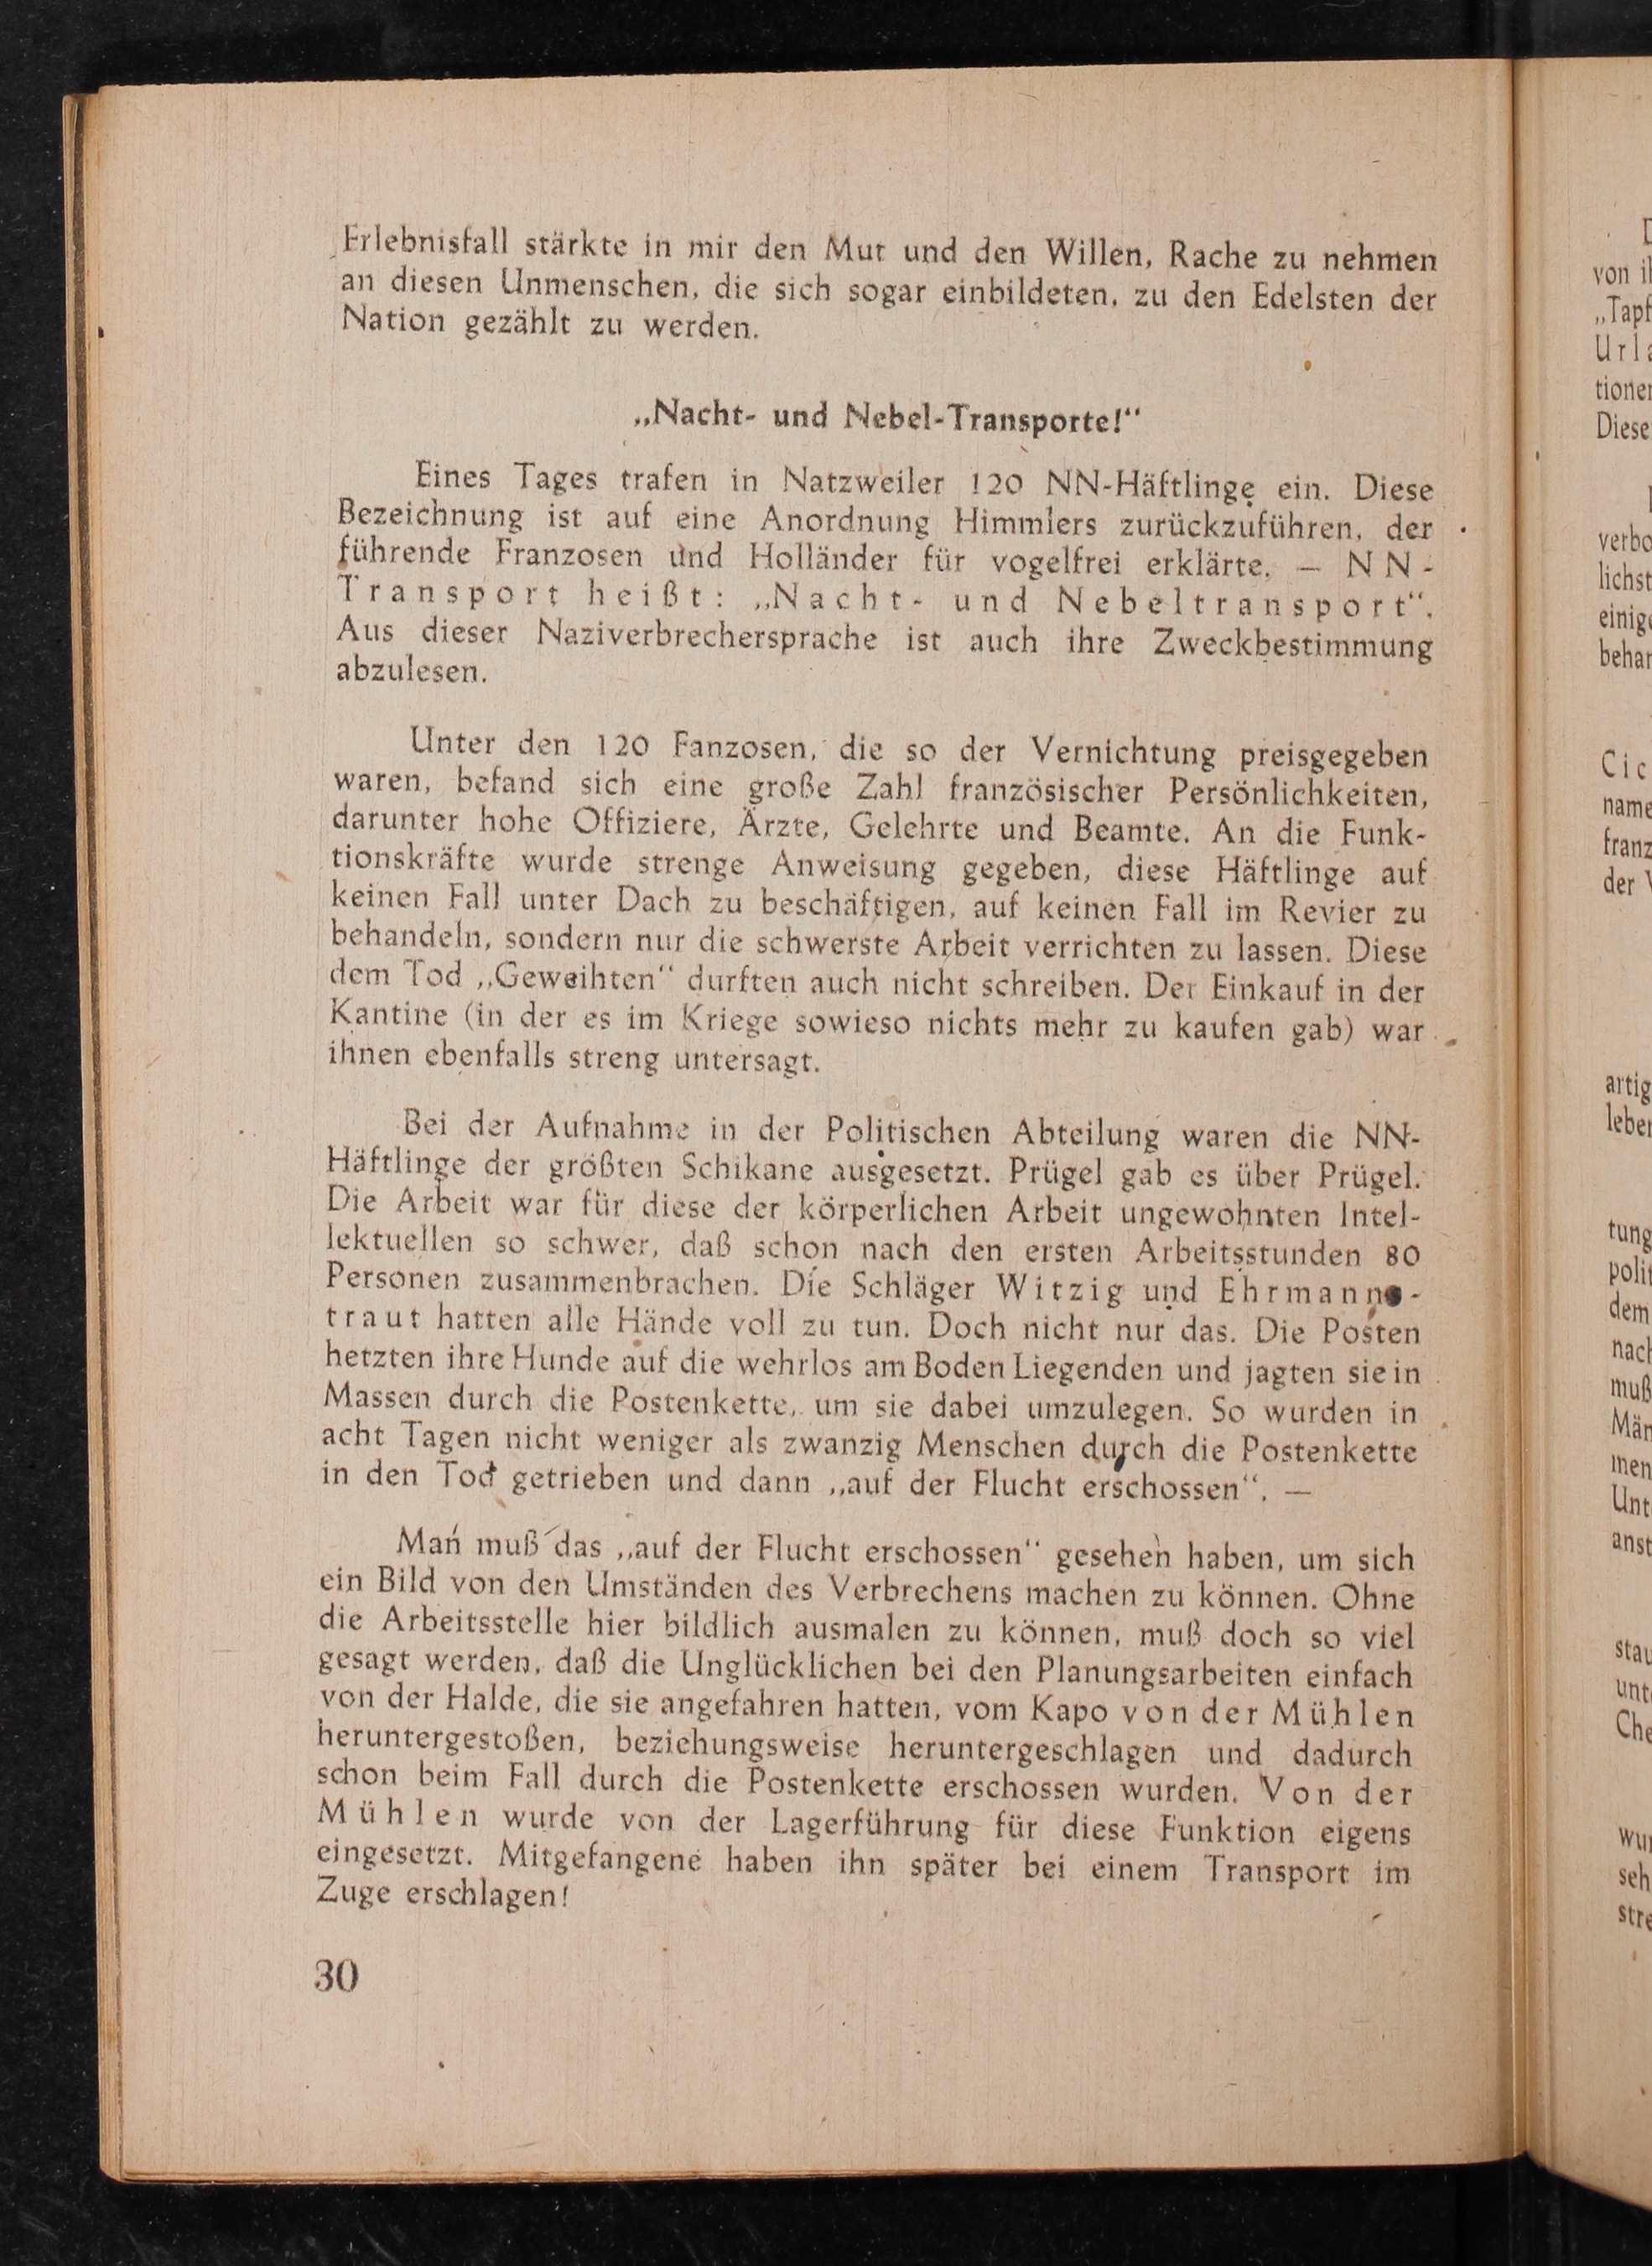 Erlebnisfall stärkte in mir den Mut und den Willen, Rache zu nehmen
an diesen Unmenschen, die sich sogar einbildeten, zu den Edelsten der
Nation gezählt zu werden.
„Nacht- und Nebel-Transporte!“
Eines Tages trafen in Natzweiler 120 NN-Häftlinge ein. Diese
Bezeichnung ist auf eine Anordnung Himmlers zurückzuführen, der
führende Franzosen und Holländer für vogelfrei erklärte. — NN-
Transport heißt: „Nacht- und Nebeltransport“.
Aus dieser Naziverbrechersprache ist auch ihre Zweckbestimmung
abzulesen.
Unter den 120 Fanzosen, die so der Vernichtung preisgegeben
waren, befand sich eine große Zahl französischer Persönlichkeiten,
darunter hohe Offiziere, Ärzte, Gelehrte und Beamte. An die Funk-
tionskräfte wurde strenge Anweisung gegeben, diese Häftlinge auf
keinen Fall unter Dach zu beschäftigen, auf keinen Fall im Revier zu
behandeln, sondern nur die schwerste Arbeit verrichten zu lassen. Diese
dem Tod „Geweihten“ durften auch nicht schreiben. Der Einkauf in der
Kantine (in der es im Kriege sowieso nichts mehr zu kaufen gab) war
ihnen ebenfalls streng untersagt.
Bei der Aufnahme in der Politischen Abteilung waren die NN-
Häftlinge der größten Schikane ausgesetzt. Prügel gab es über Prügel.
Die Arbeit war für diese der körperlichen Arbeit ungewohnten Intel-
lektuellen so schwer, daß schon nach den ersten Arbeitsstunden 80
Personen zusammenbrachen. Die Schläger Witzig und Ehrmanns-
traut hatten alle Hände voll zu tun. Doch nicht nur das. Die Posten
hetzten ihre Hunde auf die wehrlos am Boden Liegenden und jagten sie in
Massen durch die Postenkette, um sie dabei umzulegen. So wurden in
acht Tagen nicht weniger als zwanzig Menschen durch die Postenkette
in den Tod getrieben und dann „auf der Flucht erschossen“. —
Man muß das „auf der Flucht erschossen“ gesehen haben, um sich
ein Bild von den Umständen des Verbrechens machen zu können. Ohne
die Arbeitsstelle hier bildlich ausmalen zu können, muß doch so viel
gesagt werden, daß die Unglücklichen bei den Planungsarbeiten einfach
von der Halde, die sie angefahren hatten, vom Kapo von der Mühlen
heruntergestoßen, beziehungsweise heruntergeschlagen und dadurch
schon beim Fall durch die Postenkette erschossen wurden. Von der
Mühlen wurde von der Lagerführung für diese Funktion eigens
eingesetzt. Mitgefangene haben ihn später bei einem Transport im
Zuge erschlagen!
30